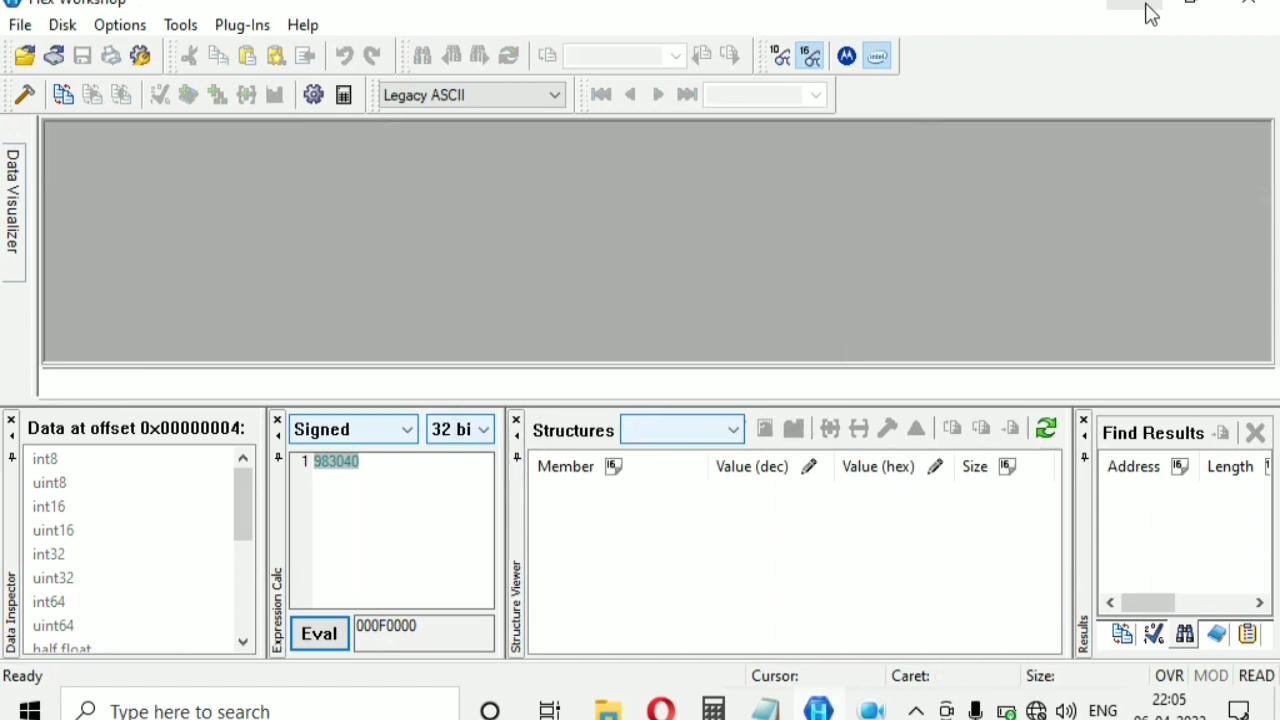 Hex Workshop
File Disk Options Tools Plug-Ins Help
10 16 intel
Legacy ASCII
Data Visualizer
Data at offset 0x00000004:
int8
uint8
int16
uint16
int32
uint32
int64
uint64
half float
Data Inspector
Signed 32 bi
1 983040
Eval 000F0000
Expression Calc
Structures
Member Value (dec) Value (hex) Size
Structure Viewer
Find Results
Address Length
Results
Ready Cursor: Caret: Size: OVR MOD READ
Type here to search
ENG
22:05